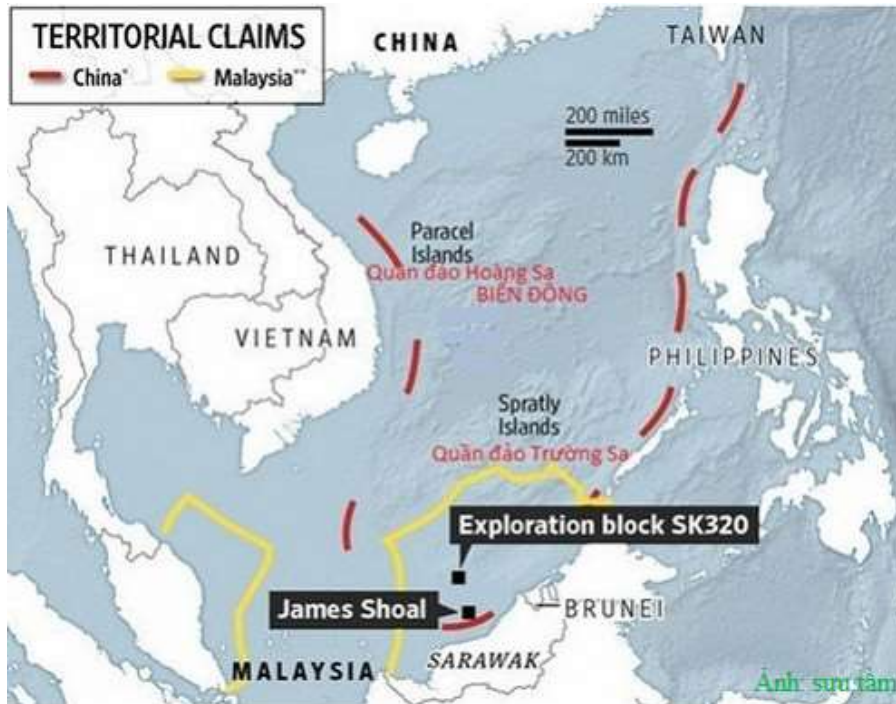 TERRITORIAL CLAIMS
China* Malaysia**
CHINA
TAIWAN
200 miles
200 km
Paracel
Islands
Quần đảo Hoàng Sa
BIỂN ĐÔNG
THAILAND
VIETNAM
PHILIPPINES
Spratly
Islands
Quần đảo Trường Sa
Exploration block SK320
James Shoal
BRUNEI
SARAWAK
MALAYSIA
Ảnh: sưu tầm